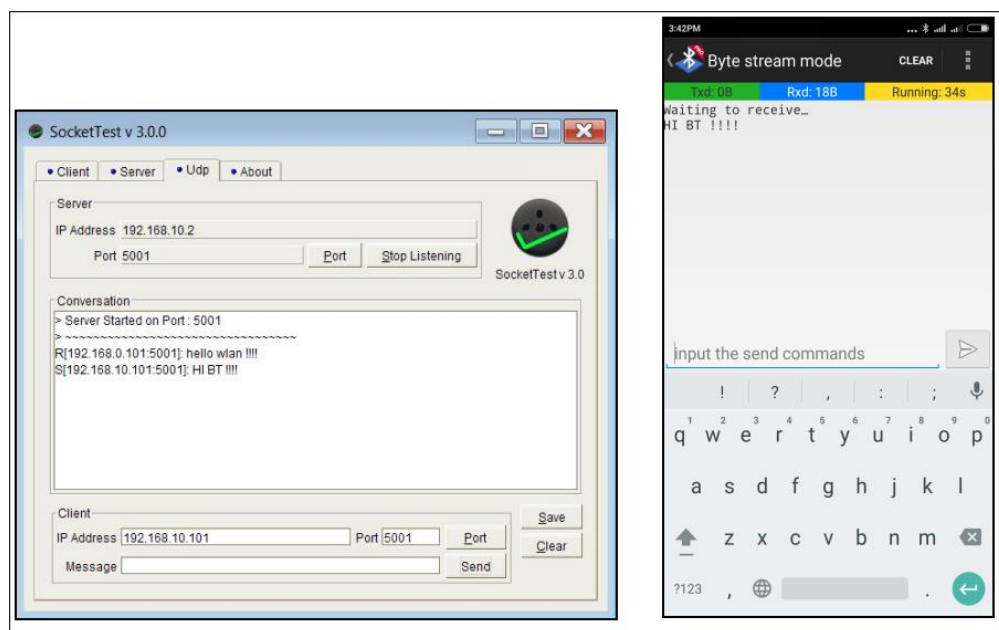 SocketTest v 3.0.0
Client
Server
Udp
About
Server
IP Address 192.168.10.2
Port 5001
Port
Stop Listening
SocketTest v 3.0
Conversation
> Server Started on Port : 5001
> ~~~~~~~~~~~~~~~~~~~~~~~~~~~~~~~~~~
R[192.168.0.101:5001]: hello wlan !!!!
S[192.168.10.101:5001]: HI BT !!!!
Client
IP Address 192.168.10.101
Port 5001
Port
Message
Send
Save
Clear
3:42PM
Byte stream mode
CLEAR
Txd: 0B
Rxd: 18B
Running: 34s
Waiting to receive…
HI BT !!!!
input the send commands
! ? , : ;
1 2 3 4 5 6 7 8 9 0
q w e r t y u i o p
a s d f g h j k l
z x c v b n m
?123 , .